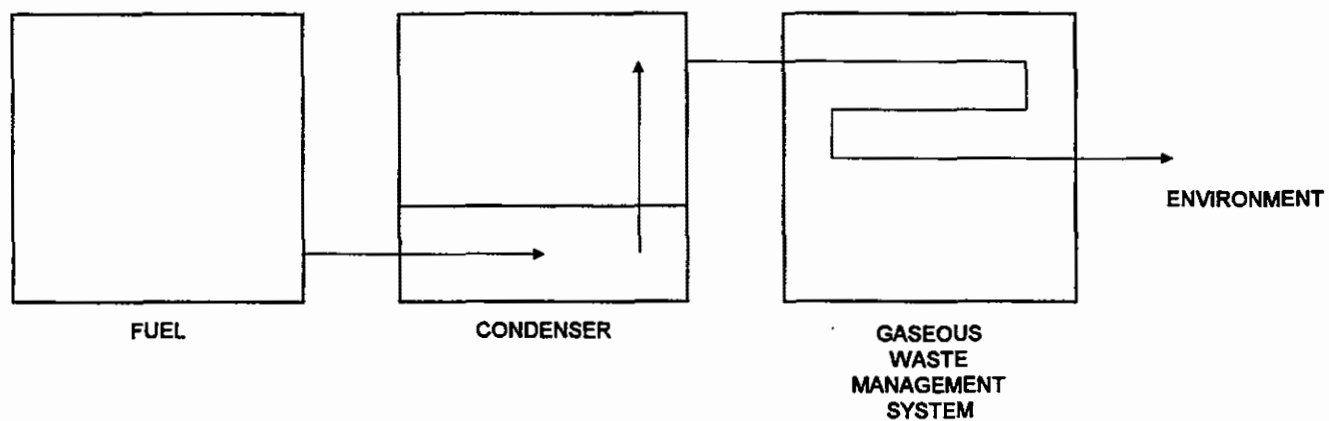 ENVIRONMENT
FUEL
CONDENSER
GASEOUS
WASTE
MANAGEMENT
SYSTEM